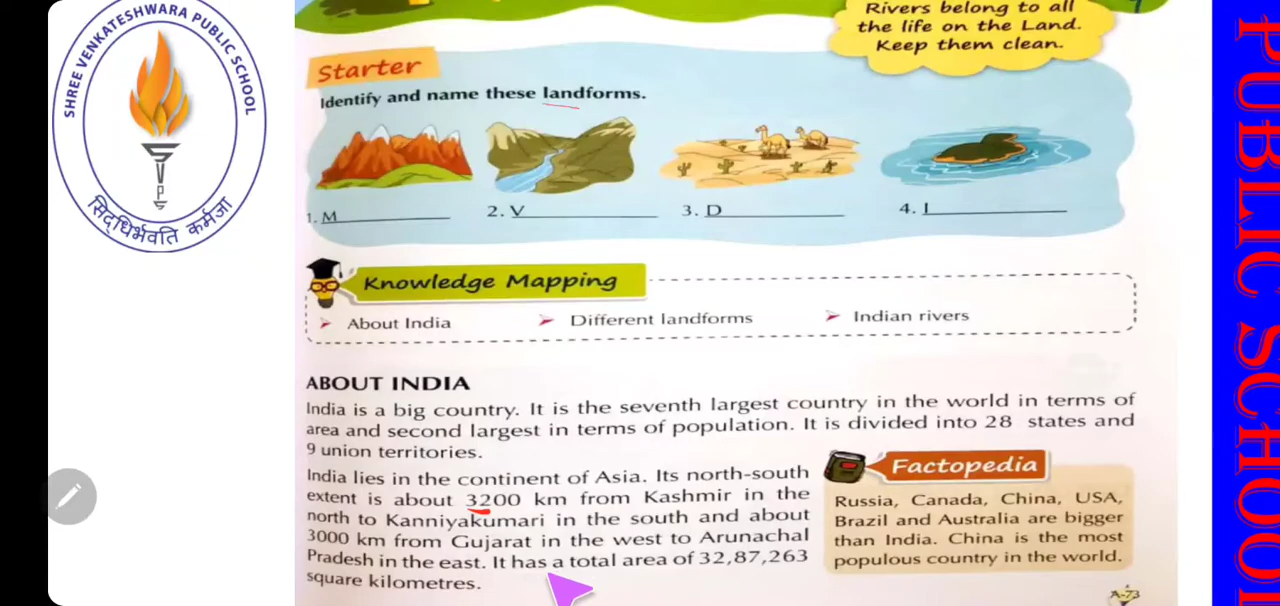 SHREE VENKATESHWARA PUBLIC SCHOOL
SVPS
सिद्धिर्भवति कर्मजा
Rivers belong to all
the life on the Land.
Keep them clean.
Starter
Identify and name these landforms.
1. M
2. V
3. D
4. I
Knowledge Mapping
About India
Different landforms
Indian rivers
ABOUT INDIA
India is a big country. It is the seventh largest country in the world in terms of
area and second largest in terms of population. It is divided into 28 states and
9 union territories.
India lies in the continent of Asia. Its north-south
extent is about 3200 km from Kashmir in the
north to Kanniyakumari in the south and about
3000 km from Gujarat in the west to Arunachal
Pradesh in the east. It has a total area of 32,87,263
square kilometres.
Factopedia
Russia, Canada, China, USA,
Brazil and Australia are bigger
than India. China is the most
populous country in the world.
A-73
PUBLIC SCHOOL